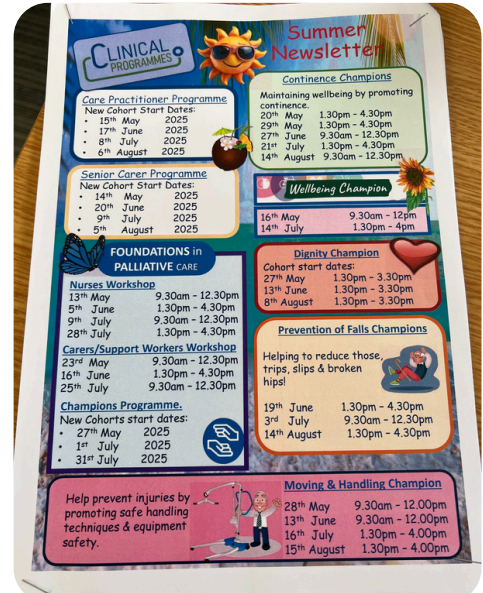 CLINICAL
PROGRAMMES
Summer
Newsletter
Care Practitioner Programme
New Cohort Start Dates:
• 15th May 2025
• 17th June 2025
• 8th July 2025
• 6th August 2025
Senior Carer Programme
New Cohort Start Dates:
• 14th May 2025
• 20th June 2025
• 9th July 2025
• 5th August 2025
FOUNDATIONS in
PALLIATIVE CARE
Nurses Workshop
13th May 9.30am - 12.30pm
5th June 1.30pm - 4.30pm
9th July 9.30am - 12.30pm
28th July 1.30pm - 4.30pm
Carers/Support Workers Workshop
23rd May 9.30am - 12.30pm
16th June 1.30pm - 4.30pm
25th July 9.30am - 12.30pm
Champions Programme.
New Cohorts start dates:
• 27th May 2025
• 1st July 2025
• 31st July 2025
Continence Champions
Maintaining wellbeing by promoting
continence.
20th May 1.30pm - 4.30pm
29th May 1.30pm - 4.30pm
27th June 9.30am - 12.30pm
21st July 1.30pm - 4.30pm
14th August 9.30am - 12.30pm
Wellbeing Champion
16th May 9.30am - 12pm
14th July 1.30pm - 4pm
Dignity Champion
Cohort start dates:
27th May 1.30pm - 3.30pm
13th June 1.30pm - 3.30pm
8th August 1.30pm - 3.30pm
Prevention of Falls Champions
Helping to reduce those,
trips, slips & broken
hips!
19th June 1.30pm - 4.30pm
3rd July 9.30am - 12.30pm
14th August 1.30pm - 4.30pm
Help prevent injuries by
promoting safe handling
techniques & equipment
safety.
Moving & Handling Champion
28th May 9.30am - 12.00pm
13th June 9.30am - 12.00pm
16th July 1.30pm - 4.00pm
15th August 1.30pm - 4.00pm